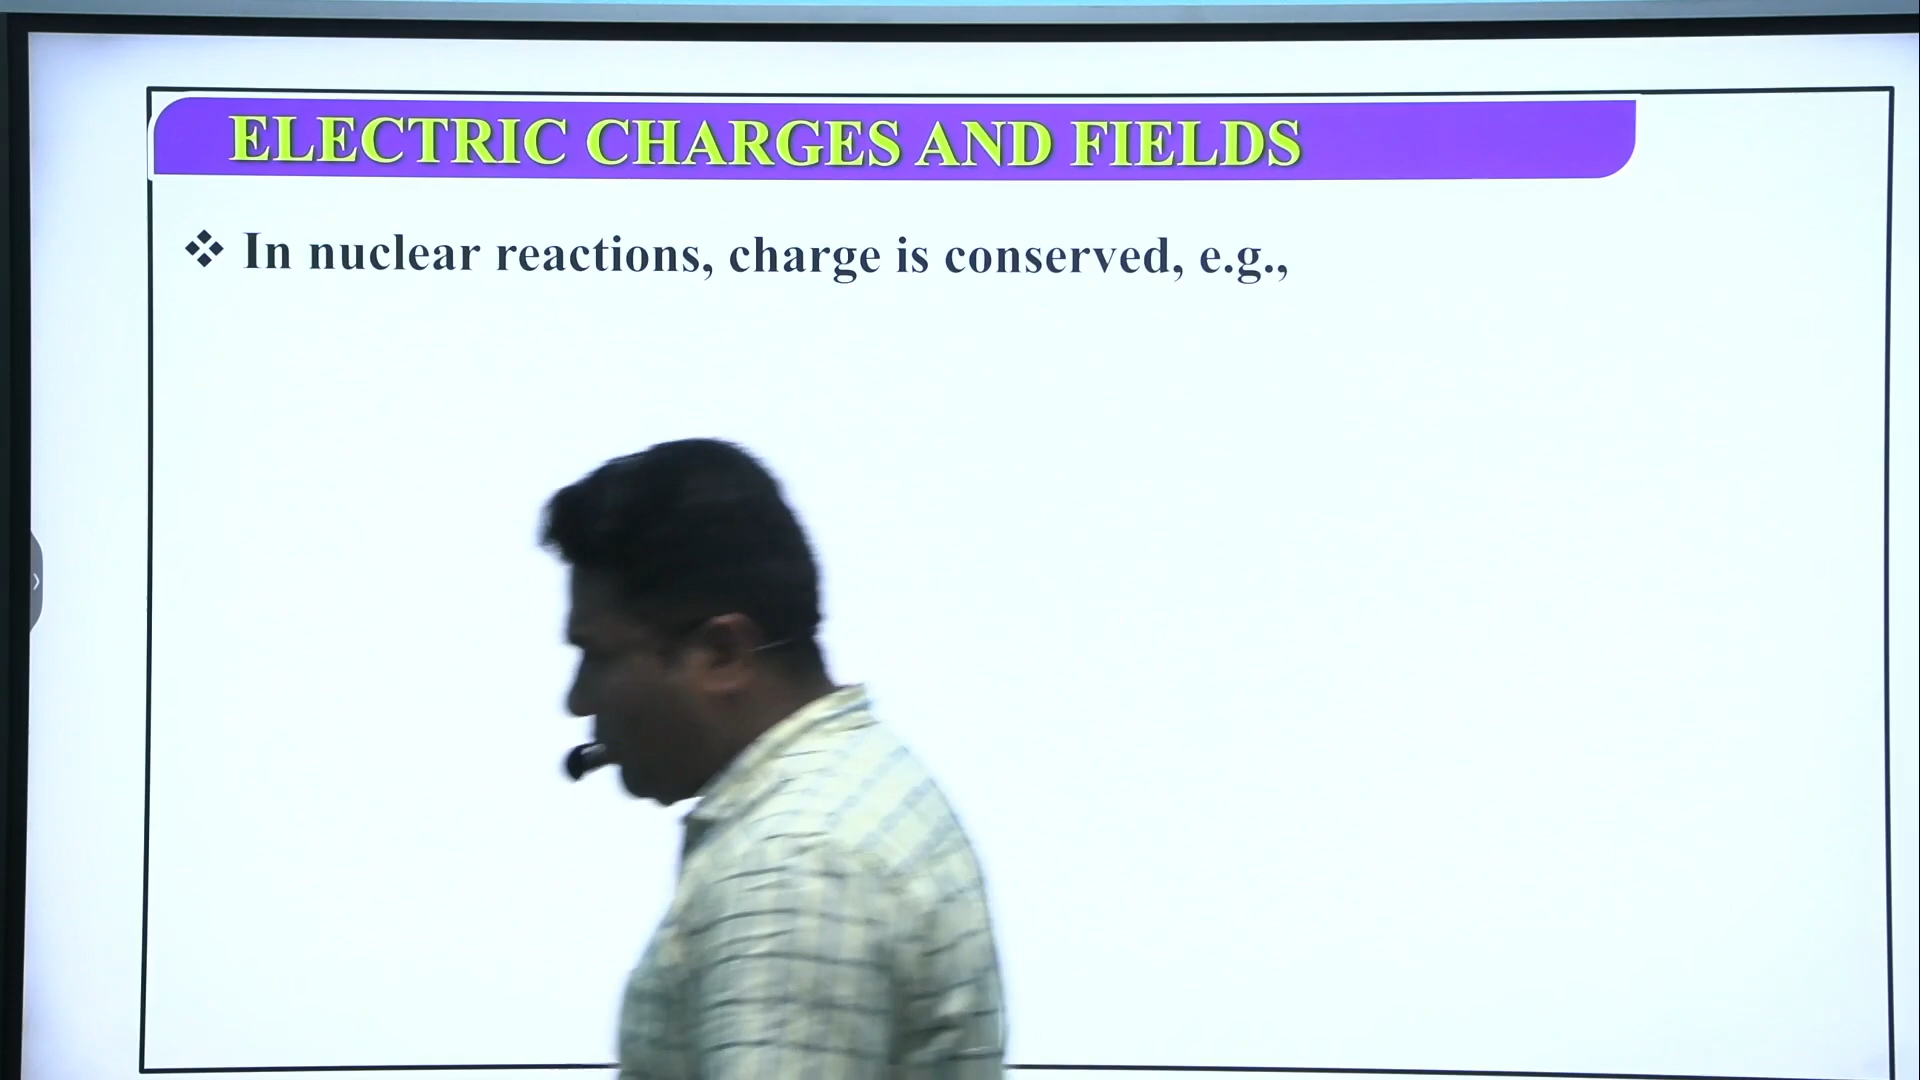 ELECTRIC CHARGES AND FIELDS
❖ In nuclear reactions, charge is conserved, e.g.,